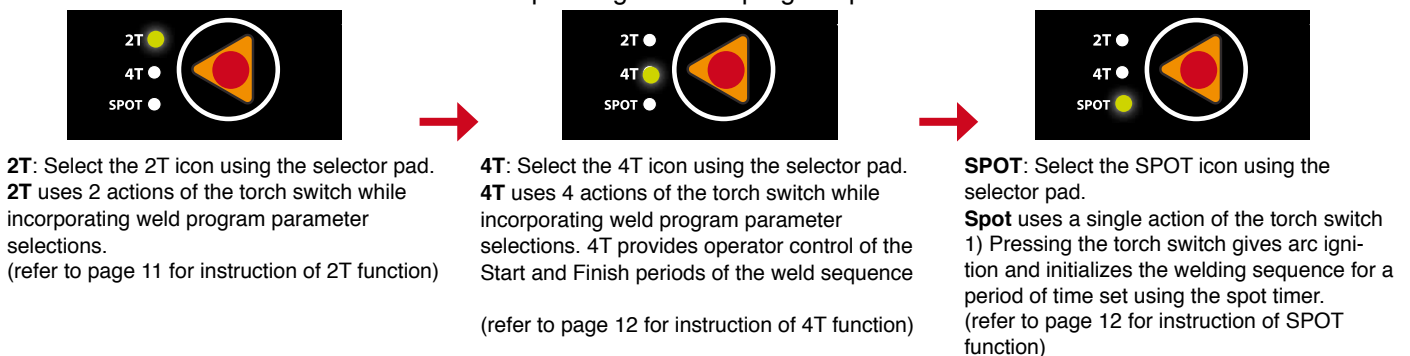 2T
4T
SPOT
2T
4T
SPOT
2T
4T
SPOT
2T: Select the 2T icon using the selector pad.
2T uses 2 actions of the torch switch while
incorporating weld program parameter
selections.
(refer to page 11 for instruction of 2T function)
4T: Select the 4T icon using the selector pad.
4T uses 4 actions of the torch switch while
incorporating weld program parameter
selections. 4T provides operator control of the
Start and Finish periods of the weld sequence
(refer to page 12 for instruction of 4T function)
SPOT: Select the SPOT icon using the
selector pad.
Spot uses a single action of the torch switch
1) Pressing the torch switch gives arc igni-
tion and initializes the welding sequence for a
period of time set using the spot timer.
(refer to page 12 for instruction of SPOT
function)